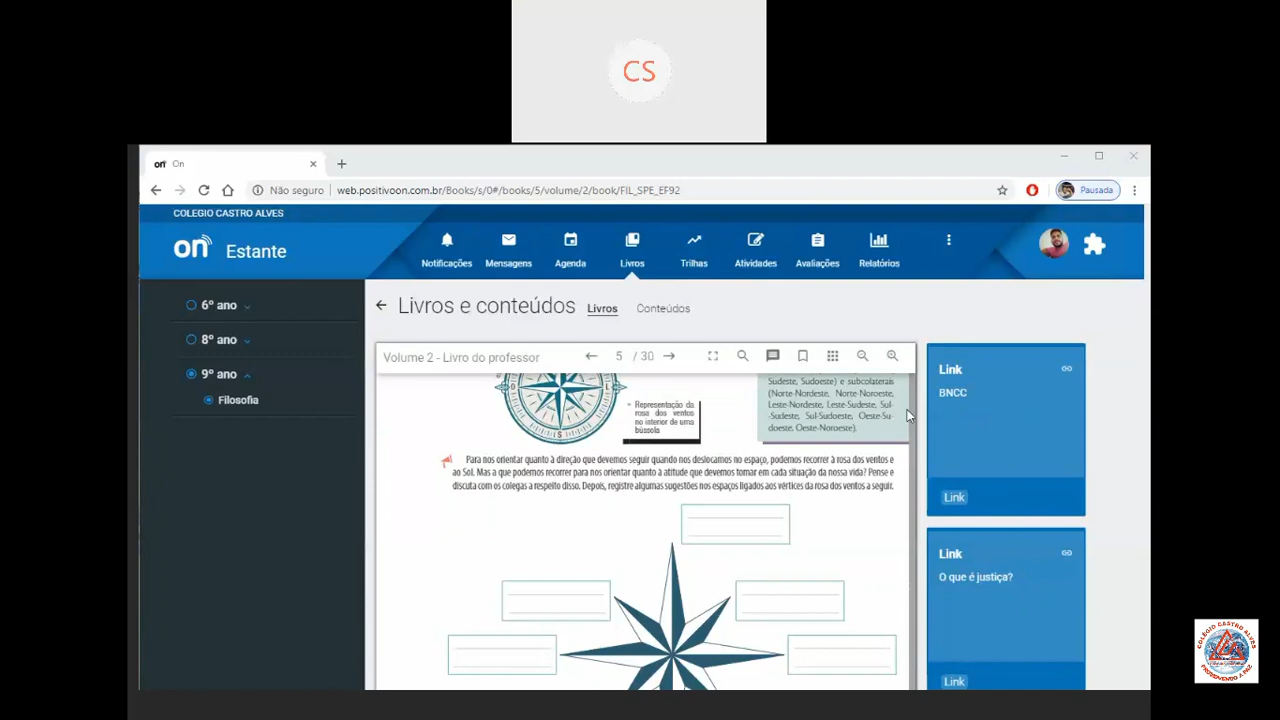 CS
on On
Não seguro
web.positivoon.com.br/Books/s/0#/books/5/volume/2/book/FIL_SPE_EF92
Pausada
COLEGIO CASTRO ALVES
on Estante
Notificações
Mensagens
Agenda
Livros
Trilhas
Atividades
Avaliações
Relatórios
6º ano
8º ano
9º ano
Filosofia
Livros e conteúdos
Livros
Conteúdos
Volume 2 - Livro do professor
5 / 30
Representação da
rosa dos ventos
no interior de uma
bússola
Sudeste, Sudoeste) e subcolaterais
(Norte-Nordeste, Norte-Noroeste,
Leste-Nordeste, Leste-Sudeste, Sul-
-Sudeste, Sul-Sudoeste, Oeste-Su-
doeste, Oeste-Noroeste).
Para nos orientar quanto à direção que devemos seguir quando nos deslocamos no espaço, podemos recorrer à rosa dos ventos e
ao Sol. Mas a que podemos recorrer para nos orientar quanto à atitude que devemos tomar em cada situação da nossa vida? Pense e
discuta com os colegas a respeito disso. Depois, registre algumas sugestões nos espaços ligados aos vértices da rosa dos ventos a seguir.
Link
BNCC
Link
Link
O que é justiça?
Link
COLÉGIO CASTRO ALVES
PROMOVENDO A PAZ